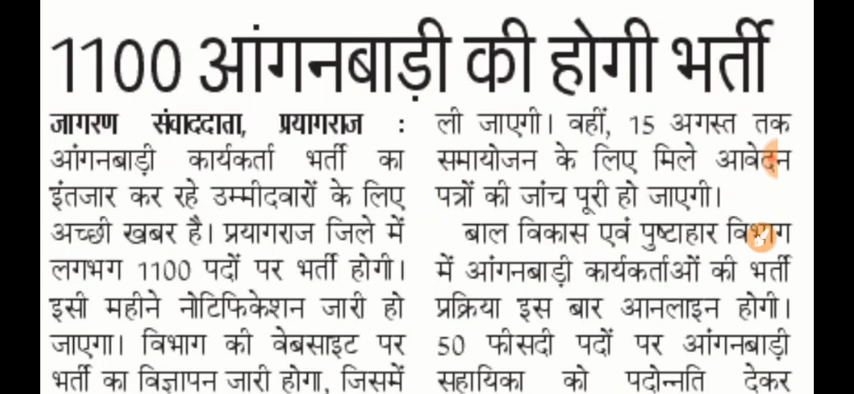 1100 आंगनबाड़ी की होगी भर्ती
जागरण संवाददाता, प्रयागराज :
आंगनबाड़ी कार्यकर्ता भर्ती का
इंतजार कर रहे उम्मीदवारों के लिए
अच्छी खबर है। प्रयागराज जिले में
लगभग 1100 पदों पर भर्ती होगी।
इसी महीने नोटिफिकेशन जारी हो
जाएगा। विभाग की वेबसाइट पर
भर्ती का विज्ञापन जारी होगा, जिसमें
ली जाएगी। वहीं, 15 अगस्त तक
समायोजन के लिए मिले आवेदन
पत्रों की जांच पूरी हो जाएगी।
बाल विकास एवं पुष्टाहार विभाग
में आंगनबाड़ी कार्यकर्ताओं की भर्ती
प्रक्रिया इस बार आनलाइन होगी।
50 फीसदी पदों पर आंगनबाड़ी
सहायिका को पदोन्नति देकर